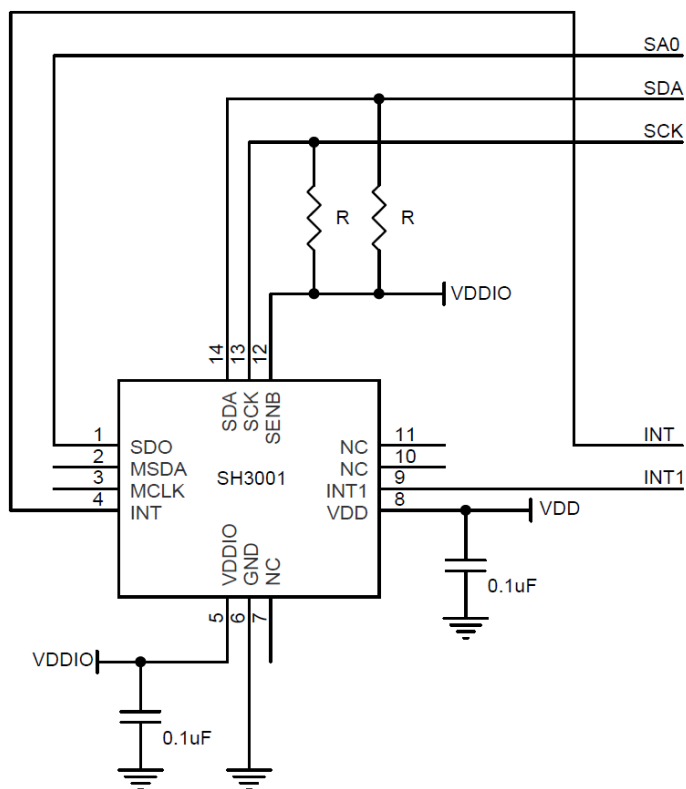 SA0
SDA
SCK
R
R
VDDIO
14
13
12
SDA
SCK
SENB
1
SDO
2
MSDA
3
MCLK
4
INT
SH3001
NC
11
NC
10
INT1
9
VDD
8
INT
INT1
VDD
0.1uF
VDDIO
GND
NC
5
6
7
VDDIO
0.1uF